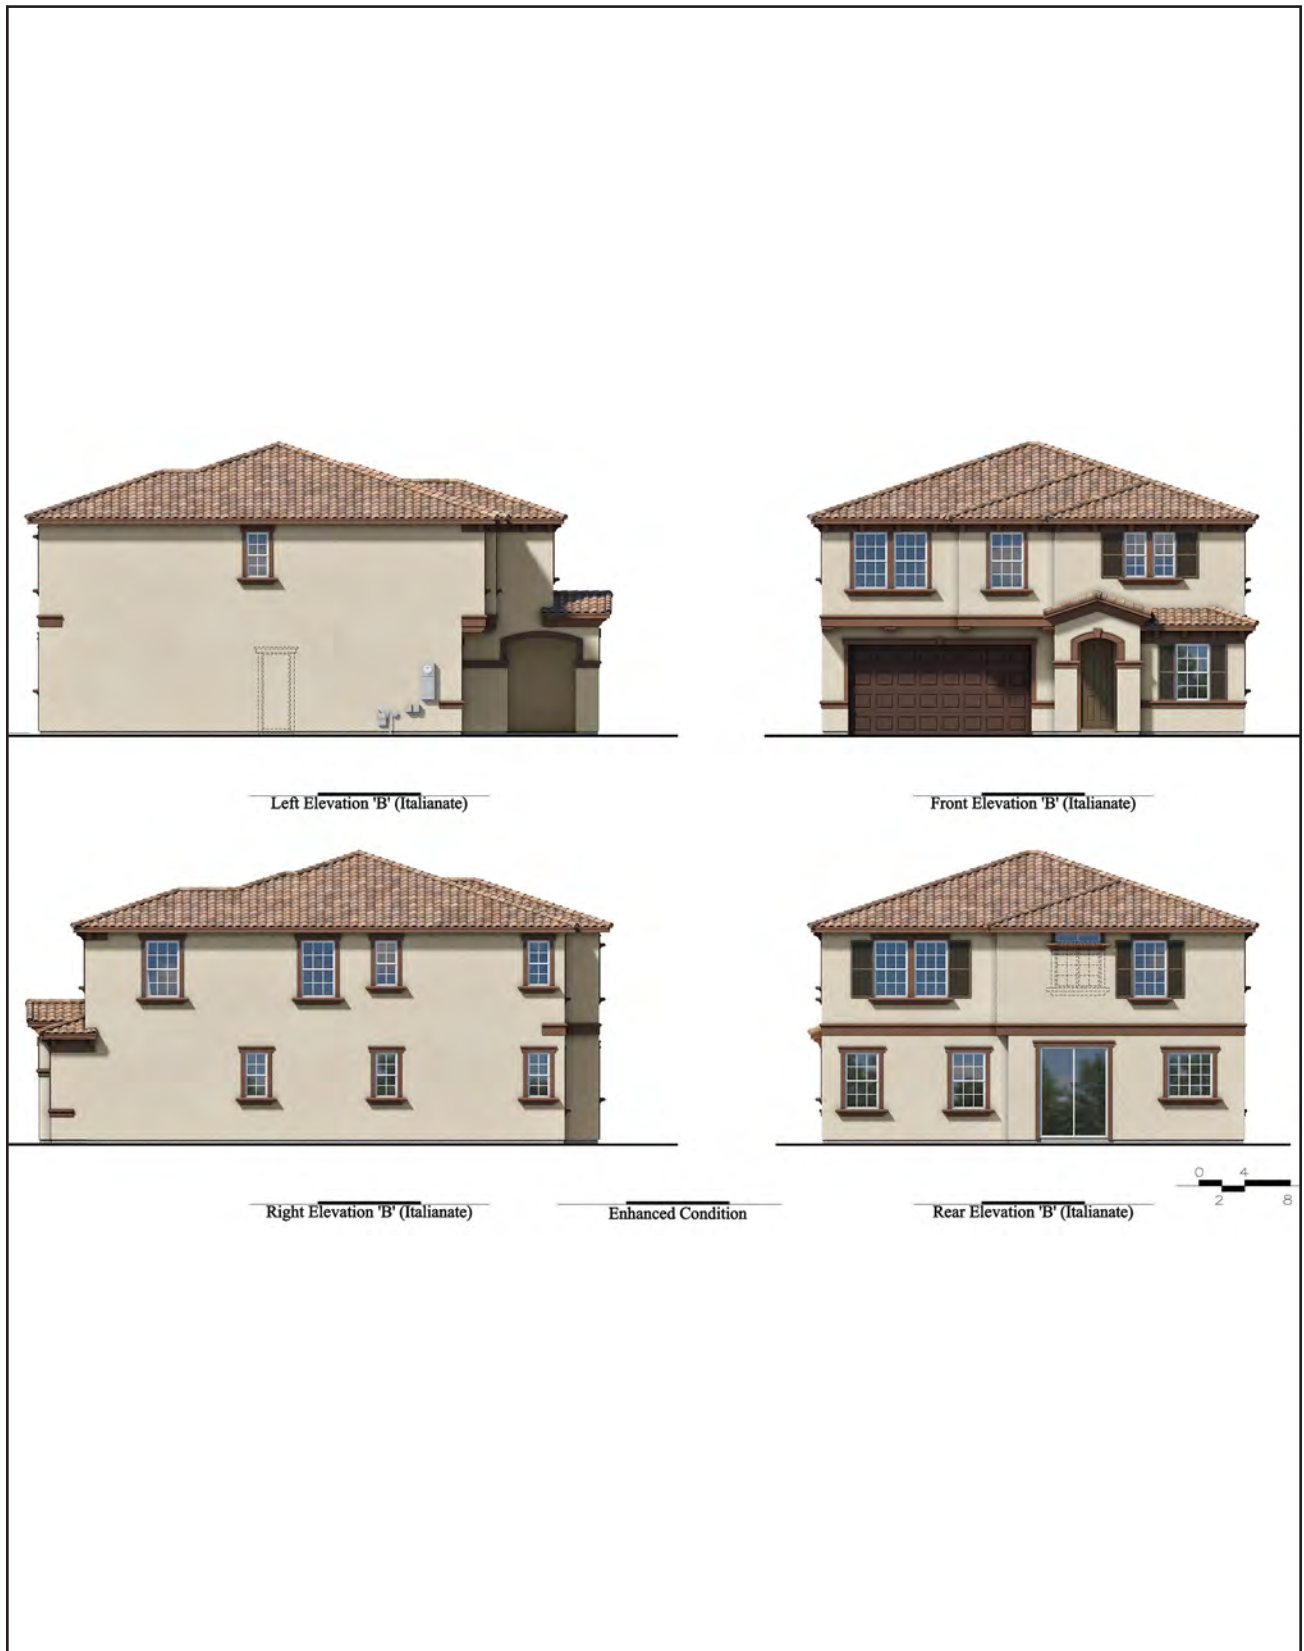 Left Elevation 'B' (Italianate)
Front Elevation 'B' (Italianate)
0 4
2 8
Right Elevation 'B' (Italianate)
Enhanced Condition
Rear Elevation 'B' (Italianate)